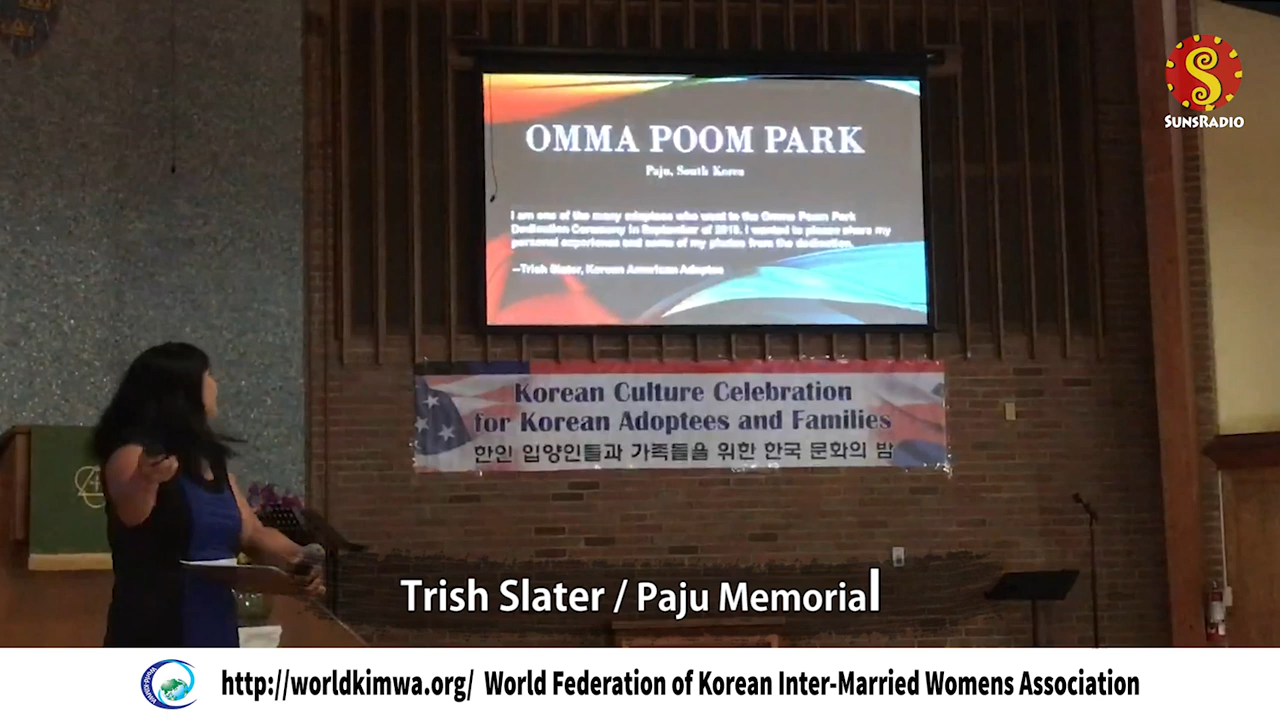 SUNSRADIO
OMMA POOM PARK
Paju, South Korea
I am one of the many adoptees who went to the Omma Poom Park
Dedication Ceremony in September of 2018. I wanted to please share my
personal experience and some of my photos from the dedication.
—Trish Slater, Korean American Adoptee
Korean Culture Celebration
for Korean Adoptees and Families
한인 입양인들과 가족들을 위한 한국 문화의 밤
Trish Slater / Paju Memorial
http://worldkimwa.org/ World Federation of Korean Inter-Married Womens Association